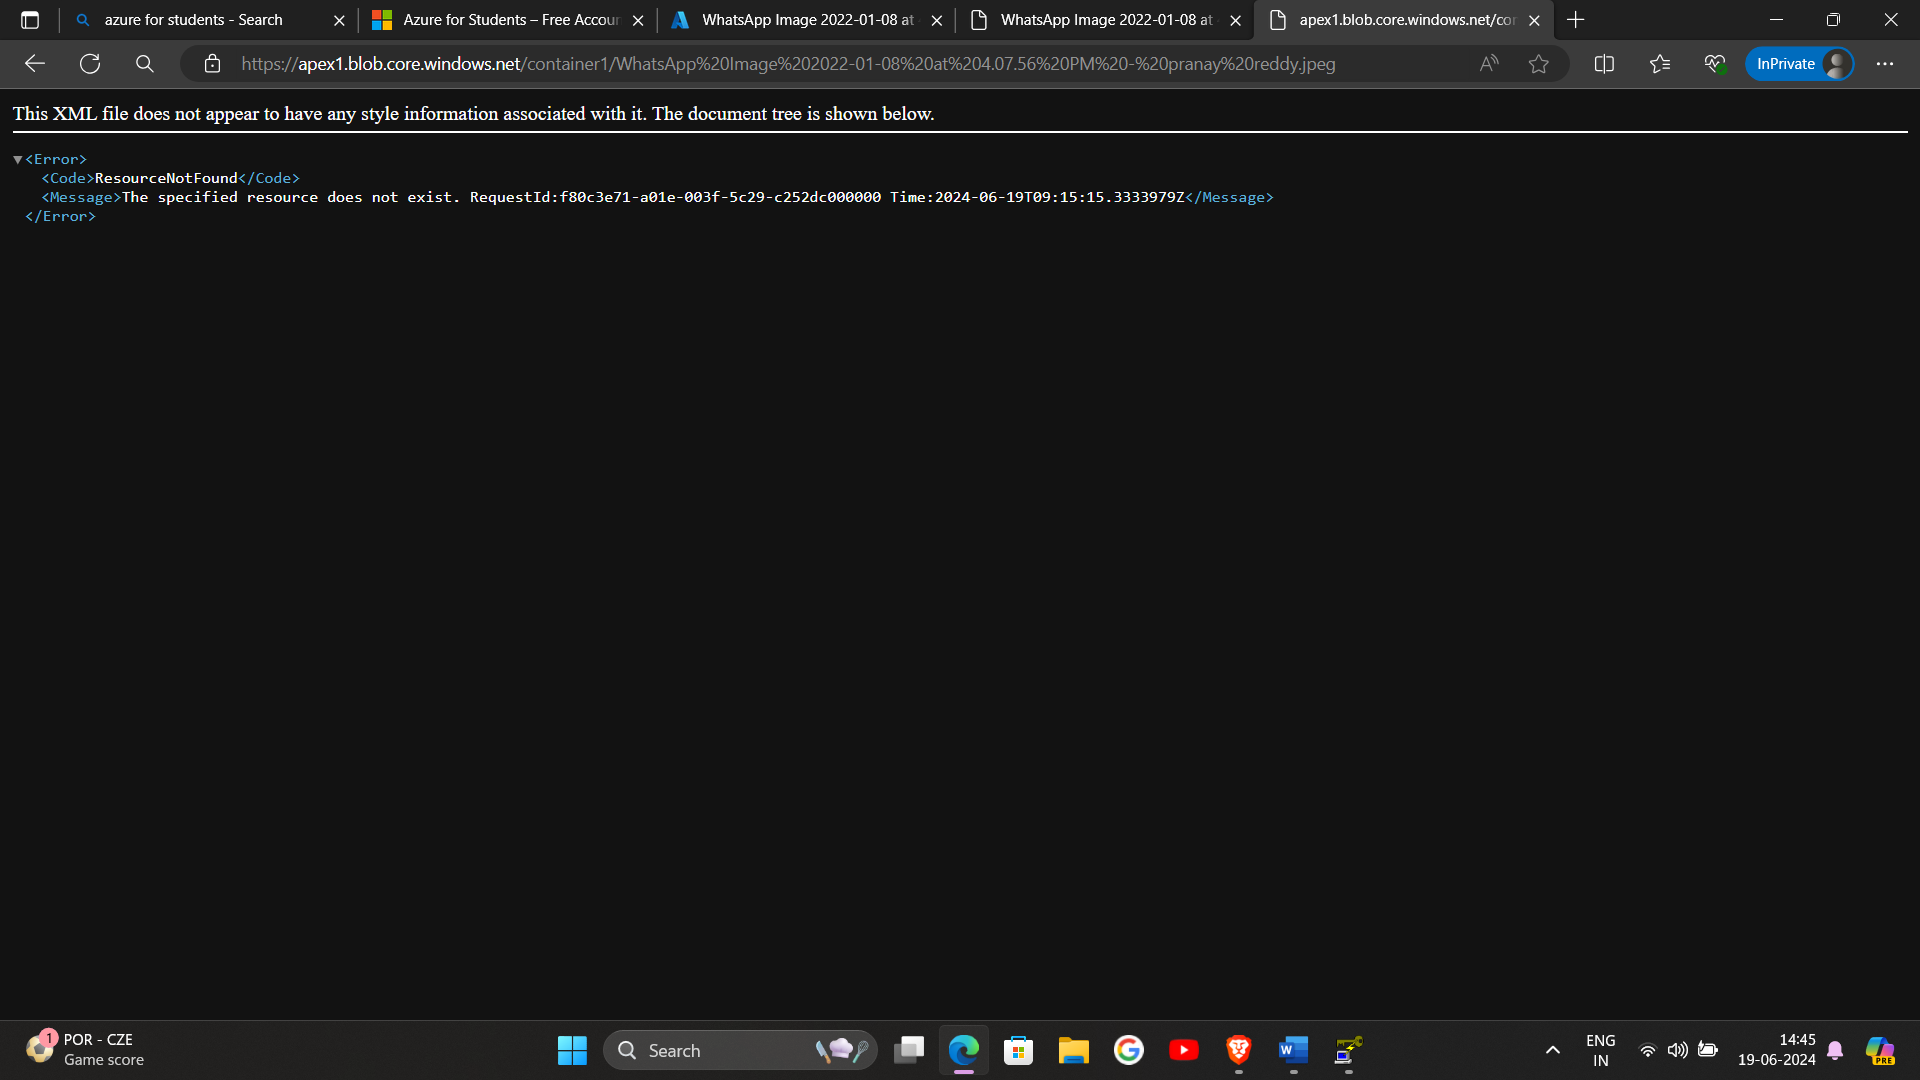 azure for students - Search
Azure for Students – Free Accour
WhatsApp Image 2022-01-08 at
WhatsApp Image 2022-01-08 at
apex1.blob.core.windows.net/cor
https://apex1.blob.core.windows.net/container1/WhatsApp%20Image%202022-01-08%20at%204.07.56%20PM%20-%20pranay%20reddy.jpeg
InPrivate
This XML file does not appear to have any style information associated with it. The document tree is shown below.
<Error>
<Code>ResourceNotFound</Code>
<Message>The specified resource does not exist. RequestId:f80c3e71-a01e-003f-5c29-c252dc000000 Time:2024-06-19T09:15:15.3333979Z</Message>
</Error>
1
POR - CZE
Game score
Search
W
ENG
IN
14:45
19-06-2024
PRE